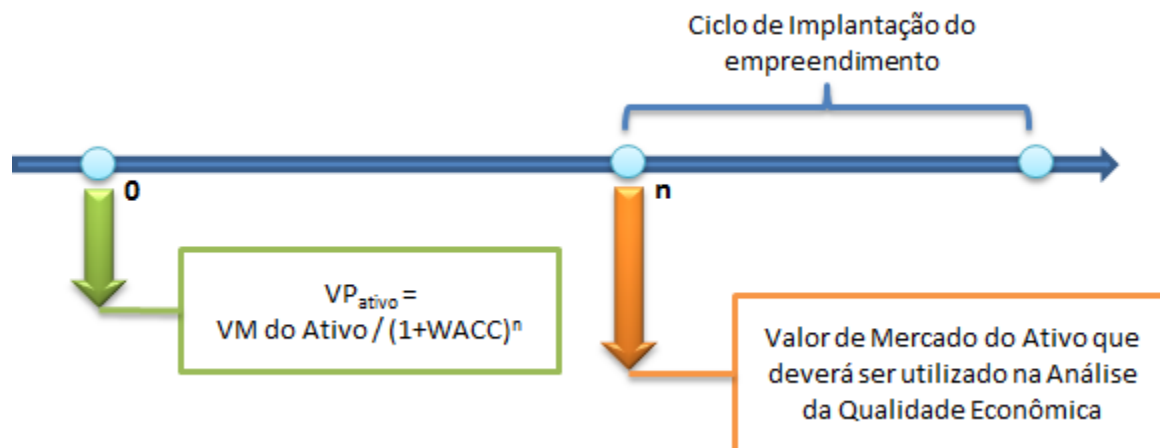 Ciclo de Implantação do
empreendimento
0
n
VPativo =
VM do Ativo / (1+WACC)ⁿ
Valor de Mercado do Ativo que
deverá ser utilizado na Análise
da Qualidade Econômica